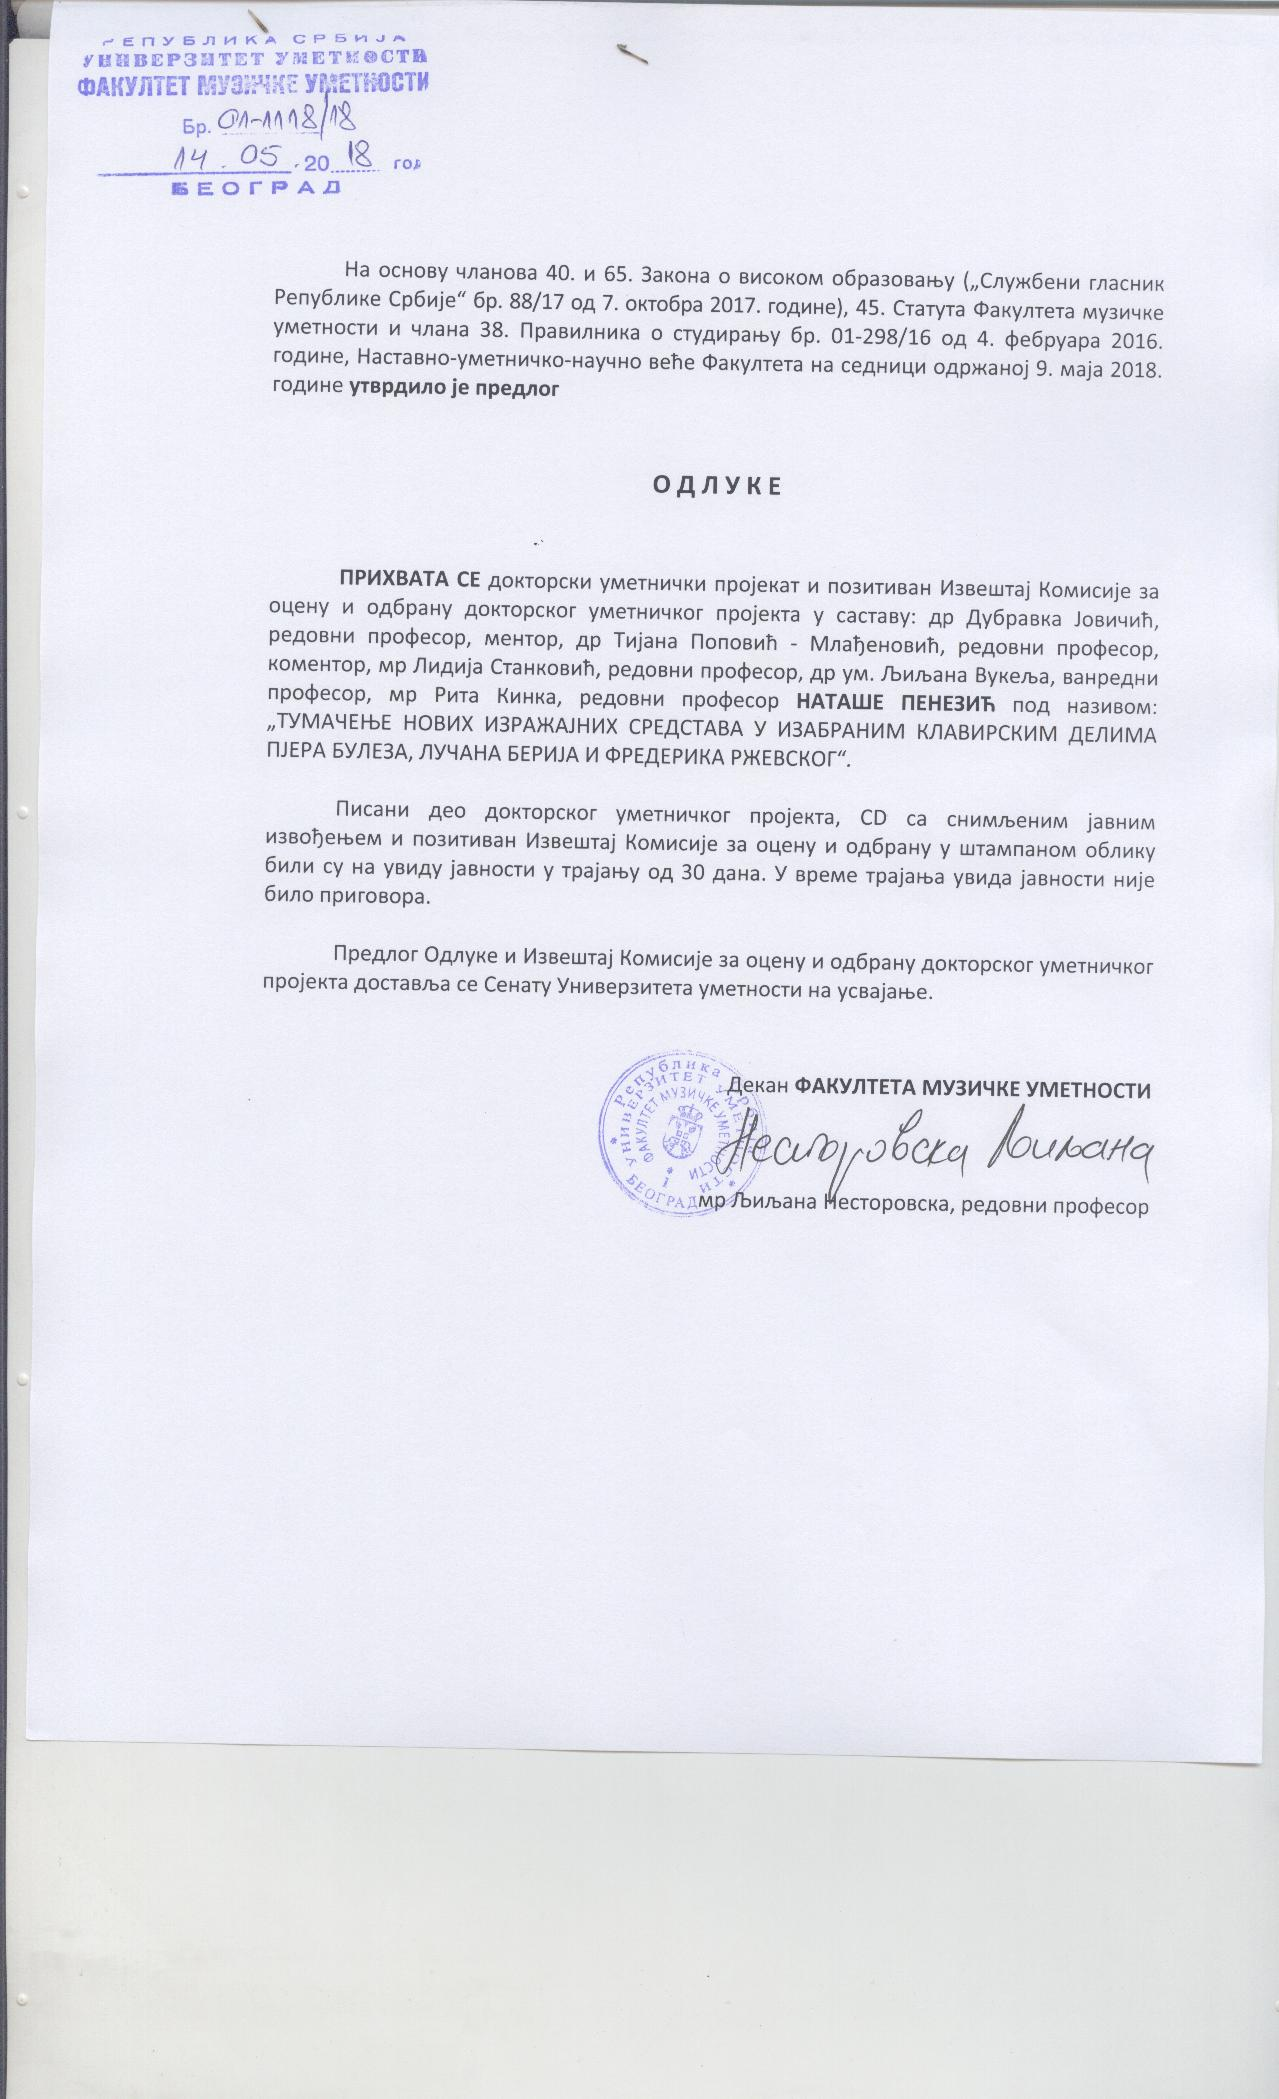 РЕПУБЛИКА СРБИЈА
УНИВЕРЗИТЕТ УМЕТНОСТИ
ФАКУЛТЕТ МУЗИЧКЕ УМЕТНОСТИ
Бр. 01-1118/18
14. 05. 2018 год
БЕОГРАД
На основу чланова 40. и 65. Закона о високом образовању („Службени гласник
Републике Србије“ бр. 88/17 од 7. октобра 2017. године), 45. Статута Факултета музичке
уметности и члана 38. Правилника о студирању бр. 01-298/16 од 4. фебруара 2016.
године, Наставно-уметничко-научно веће Факултета на седници одржаној 9. маја 2018.
године утврдило је предлог
О Д Л У К Е
ПРИХВАТА СЕ докторски уметнички пројекат и позитиван Извештај Комисије за
оцену и одбрану докторског уметничког пројекта у саставу: др Дубравка Јовичић,
редовни професор, ментор, др Тијана Поповић - Млађеновић, редовни професор,
коментор, мр Лидија Станковић, редовни професор, др ум. Љиљана Вукеља, ванредни
професор, мр Рита Кинка, редовни професор НАТАШЕ ПЕНЕЗИЋ под називом:
„ТУМАЧЕЊЕ НОВИХ ИЗРАЖАЈНИХ СРЕДСТАВА У ИЗАБРАНИМ КЛАВИРСКИМ ДЕЛИМА
ПЈЕРА БУЛЕЗА, ЛУЧАНА БЕРИЈА И ФРЕДЕРИКА РЖЕВСКОГ“.
Писани део докторског уметничког пројекта, CD са снимљеним јавним
извођењем и позитиван Извештај Комисије за оцену и одбрану у штампаном облику
били су на увиду јавности у трајању од 30 дана. У време трајања увида јавности није
било приговора.
Предлог Одлуке и Извештај Комисије за оцену и одбрану докторског уметничког
пројекта доставља се Сенату Универзитета уметности на усвајање.
Декан ФАКУЛТЕТА МУЗИЧКЕ УМЕТНОСТИ
Република Србија
УНИВЕРЗИТЕТ УМЕТНОСТИ
ФАКУЛТЕТ МУЗИЧКЕ УМЕТНОСТИ
БЕОГРАД
1
Несторовска Љиљана
мр Љиљана Несторовска, редовни професор